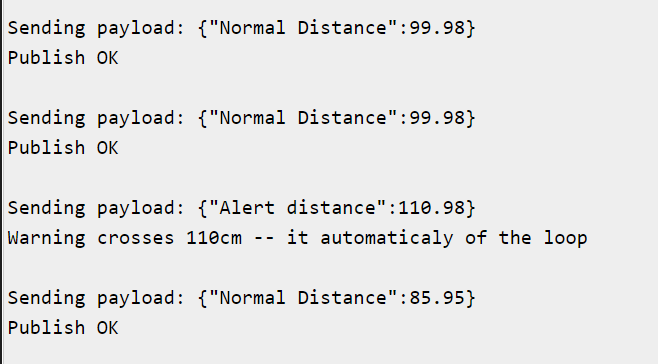 Sending payload: {"Normal Distance":99.98}
Publish OK
Sending payload: {"Normal Distance":99.98}
Publish OK
Sending payload: {"Alert distance":110.98}
Warning crosses 110cm -- it automaticaly of the loop
Sending payload: {"Normal Distance":85.95}
Publish OK